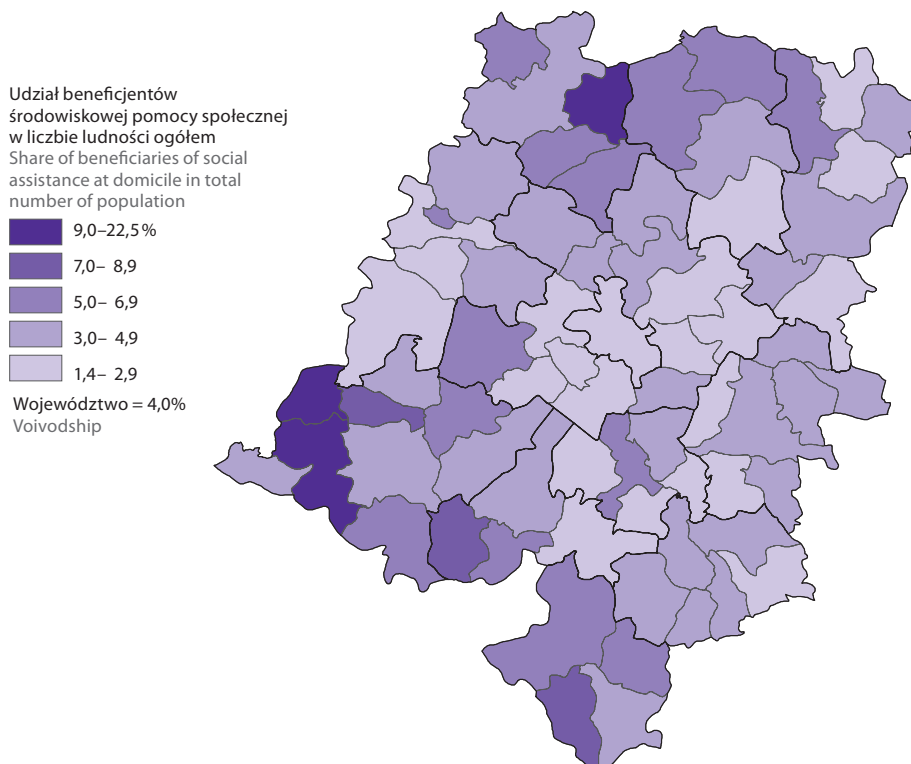 Udział beneficjentów
środowiskowej pomocy społecznej
w liczbie ludności ogółem
Share of beneficiaries of social
assistance at domicile in total
number of population
9,0–22,5%
7,0– 8,9
5,0– 6,9
3,0– 4,9
1,4– 2,9
Województwo = 4,0%
Voivodship